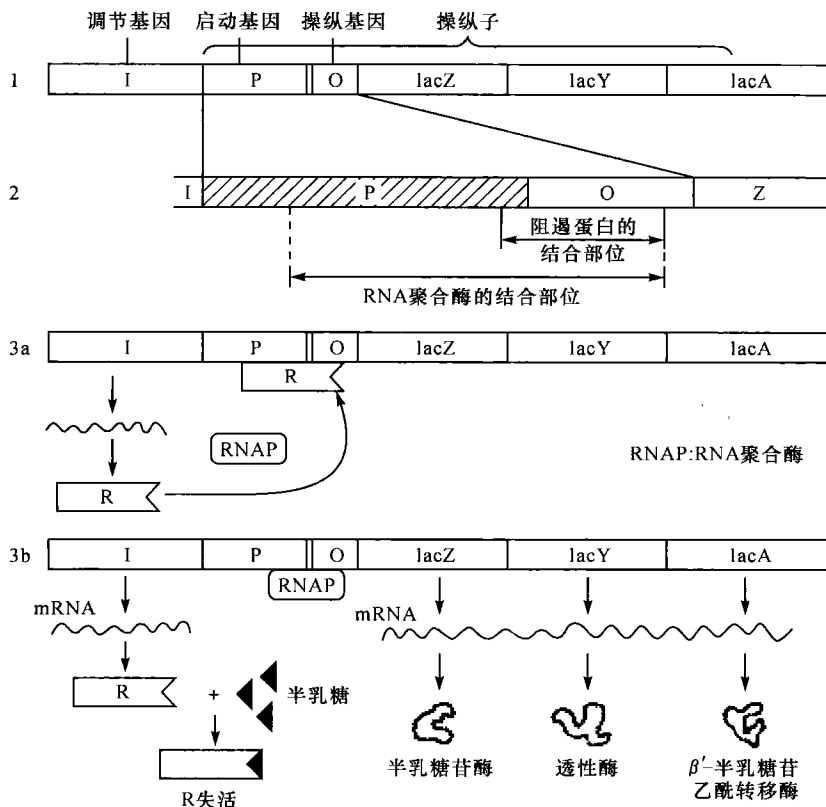 调节基因 启动基因 操纵基因 操纵子
1 I P O lacZ lacY lacA
2 I P O Z
阻遏蛋白的
结合部位
RNA聚合酶的结合部位
3a I P O lacZ lacY lacA
R
RNAP
RNAP:RNA聚合酶
R
3b I P O lacZ lacY lacA
RNAP
mRNA
mRNA
R + 半乳糖
半乳糖苷酶 透性酶 β′-半乳糖苷
乙酰转移酶
R失活